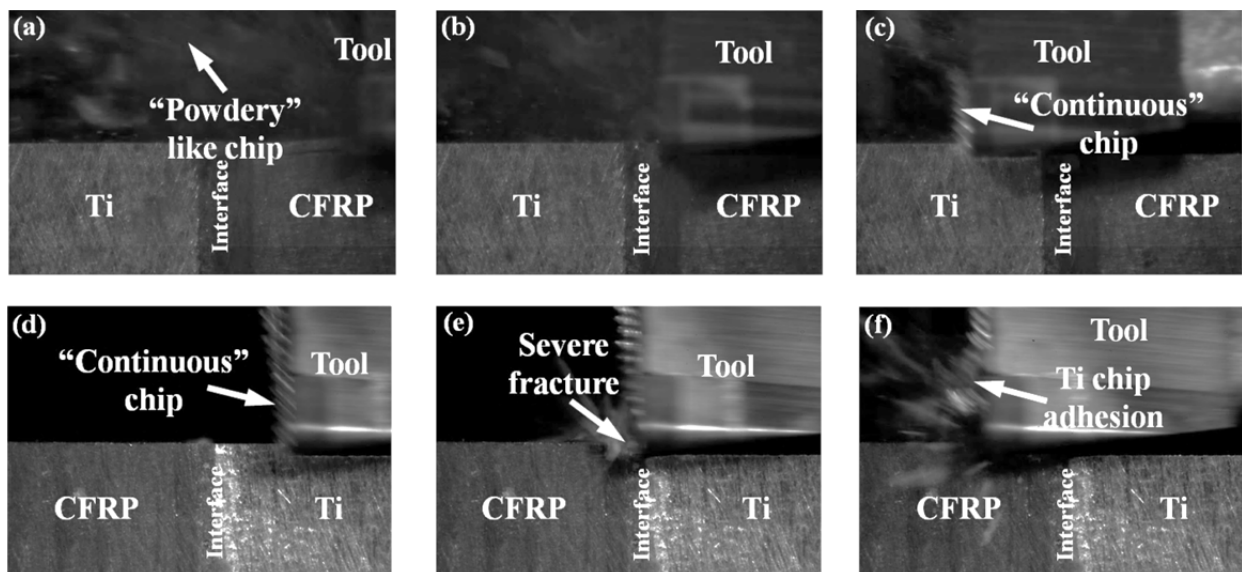 (a)
Tool
“Powdery”
like chip
Ti
Interface
CFRP
(b)
Tool
Ti
Interface
CFRP
(c)
Tool
“Continuous”
chip
Ti
Interface
CFRP
(d)
“Continuous”
chip
Tool
CFRP
Interface
Ti
(e)
Severe
fracture
Tool
CFRP
Interface
Ti
(f)
Tool
Ti chip
adhesion
CFRP
Interface
Ti